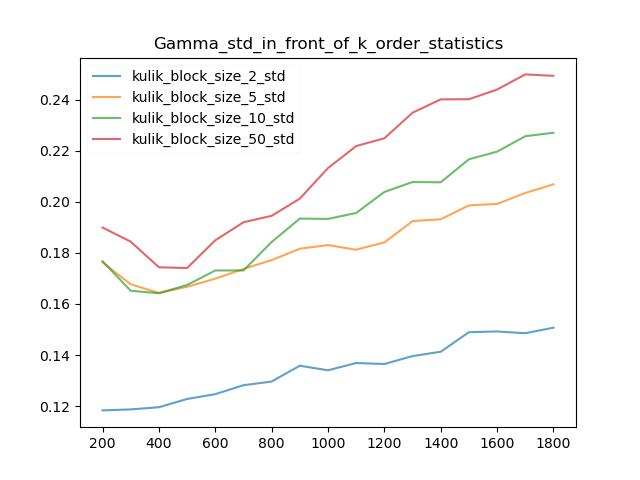 Gamma_std_in_front_of_k_order_statistics
kulik_block_size_2_std
kulik_block_size_5_std
kulik_block_size_10_std
kulik_block_size_50_std
0.24
0.22
0.20
0.18
0.16
0.14
0.12
200 400 600 800 1000 1200 1400 1600 1800